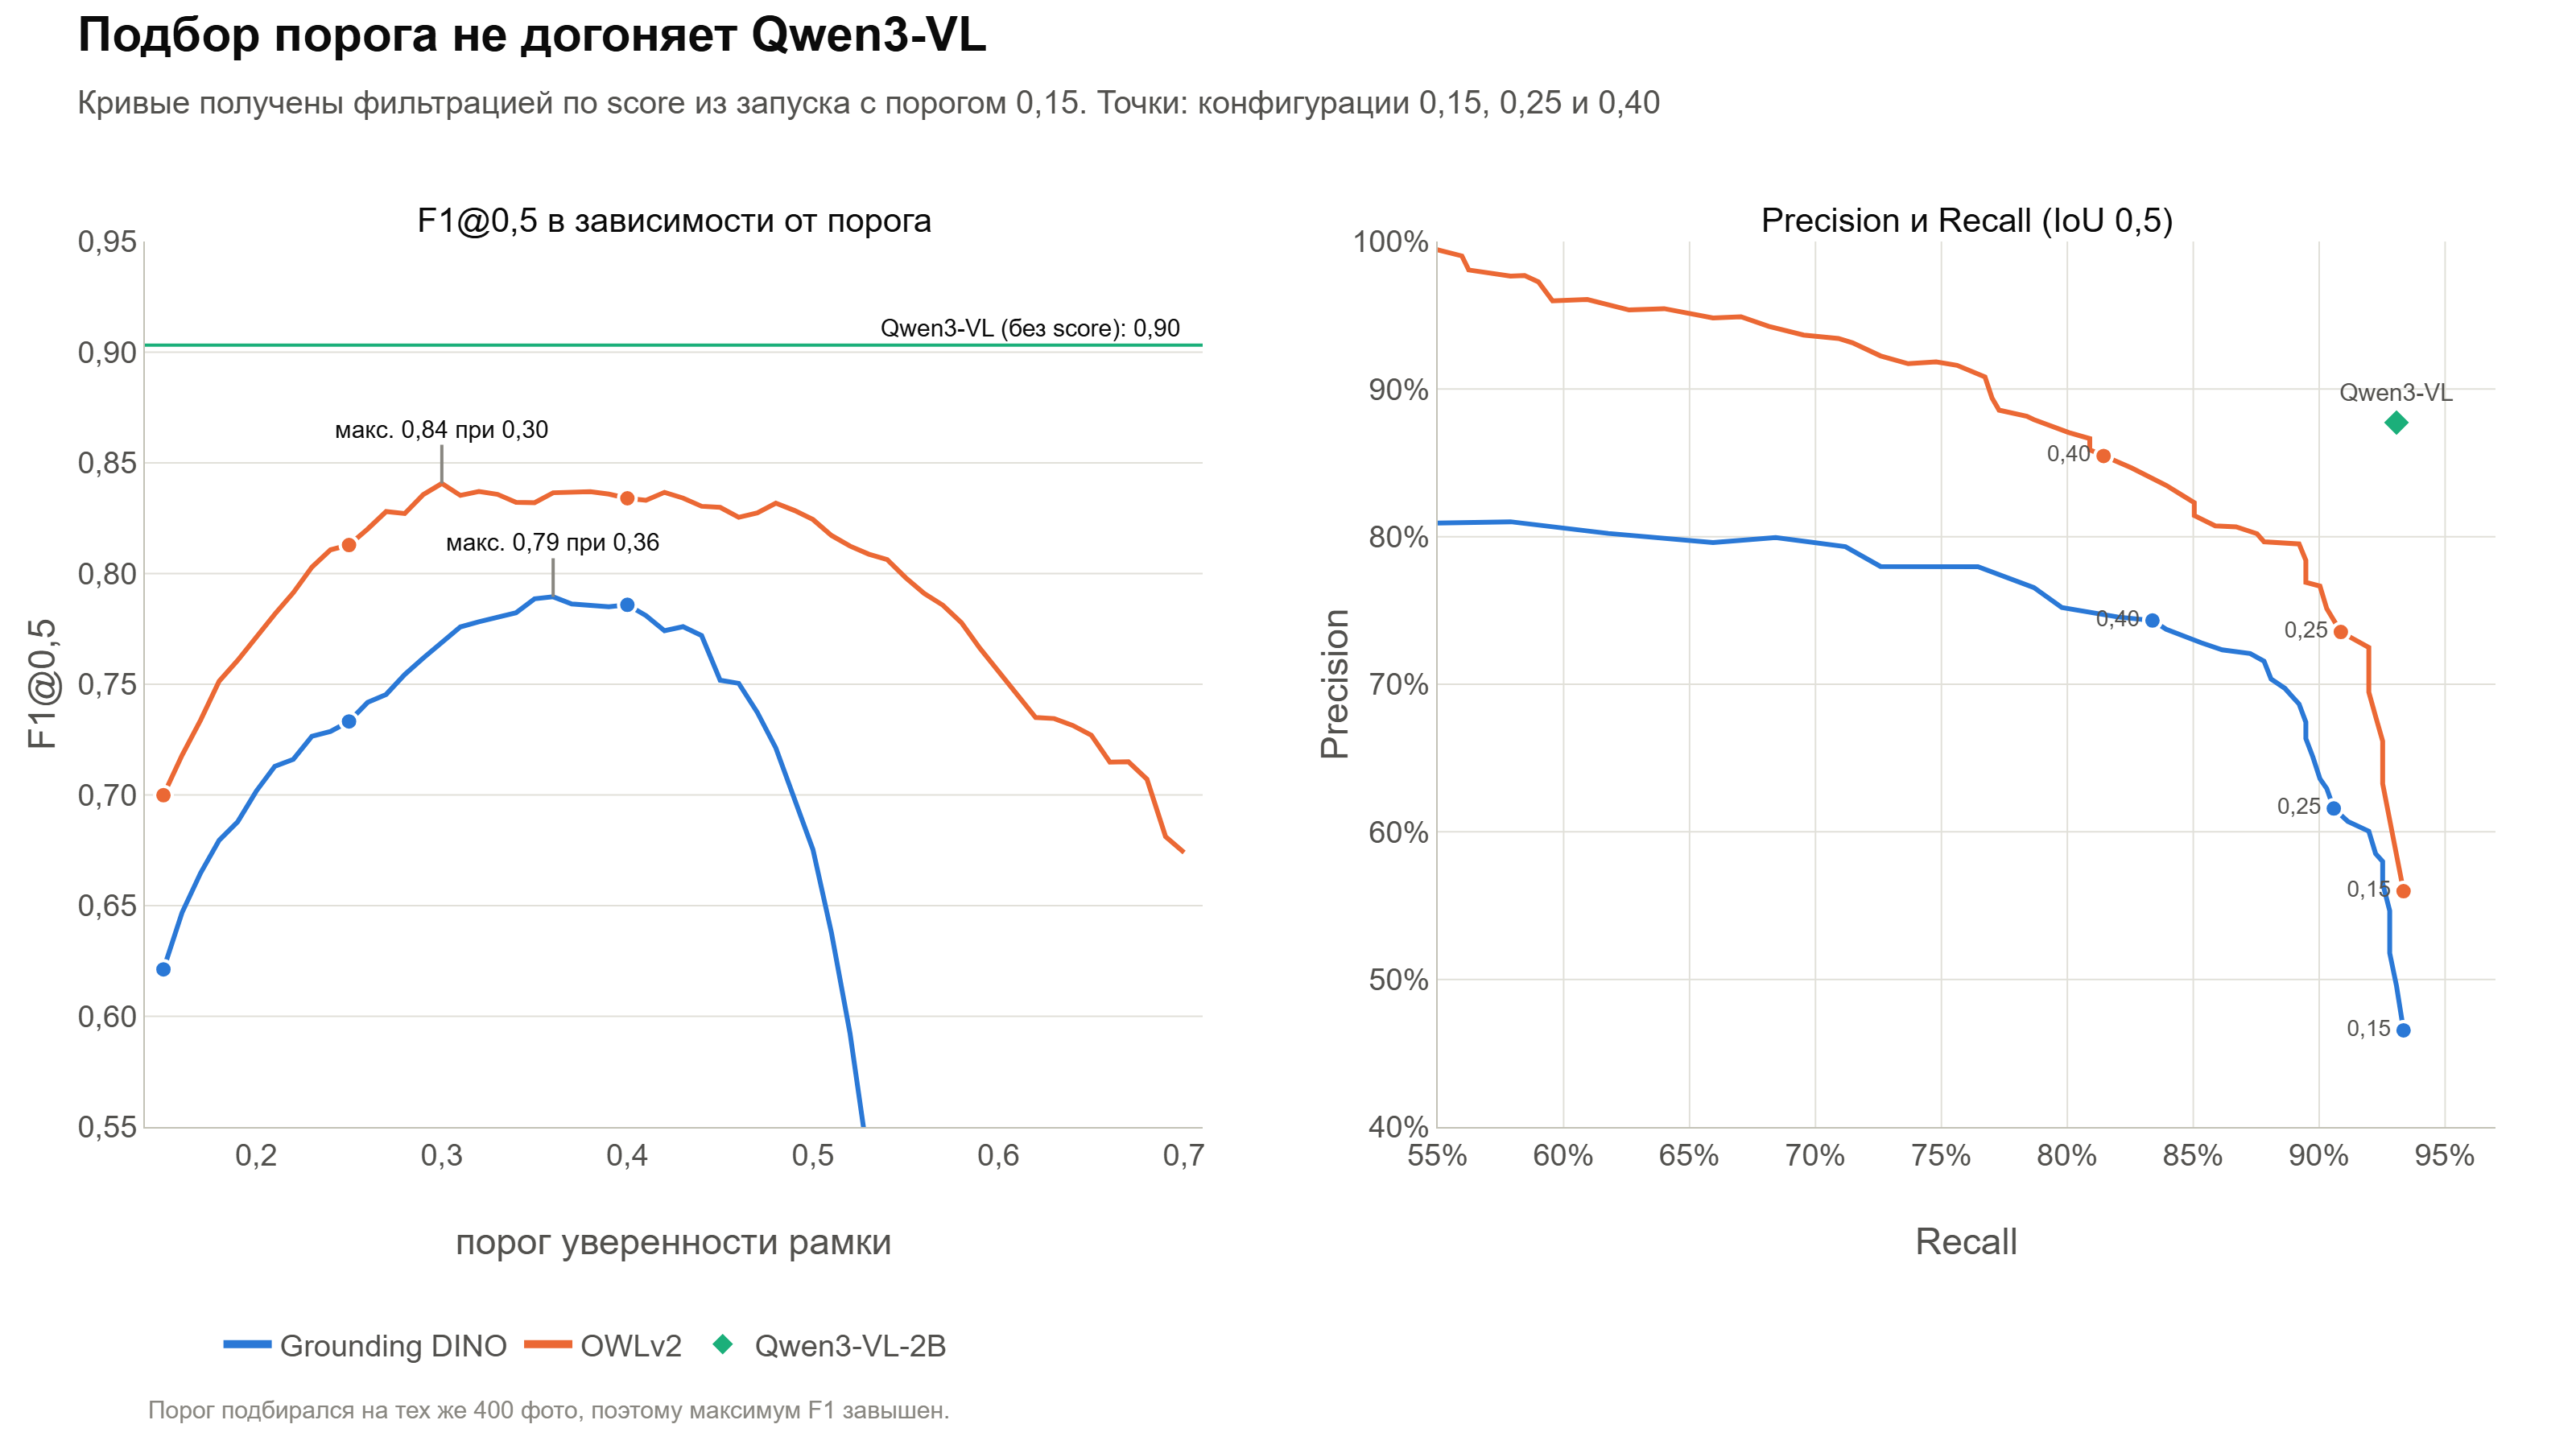 Подбор порога не догоняет Qwen3-VL
Кривые получены фильтрацией по score из запуска с порогом 0,15. Точки: конфигурации 0,15, 0,25 и 0,40
F1@0,5 в зависимости от порога
0,95
0,90
0,85
0,80
0,75
0,70
0,65
0,60
0,55
F1@0,5
Qwen3-VL (без score): 0,90
макс. 0,84 при 0,30
макс. 0,79 при 0,36
0,2 0,3 0,4 0,5 0,6 0,7
порог уверенности рамки
Precision и Recall (IoU 0,5)
100%
90%
80%
70%
60%
50%
40%
Precision
Qwen3-VL
0,40
0,40
0,25
0,25
0,15
0,15
55% 60% 65% 70% 75% 80% 85% 90% 95%
Recall
Grounding DINO OWLv2 Qwen3-VL-2B
Порог подбирался на тех же 400 фото, поэтому максимум F1 завышен.